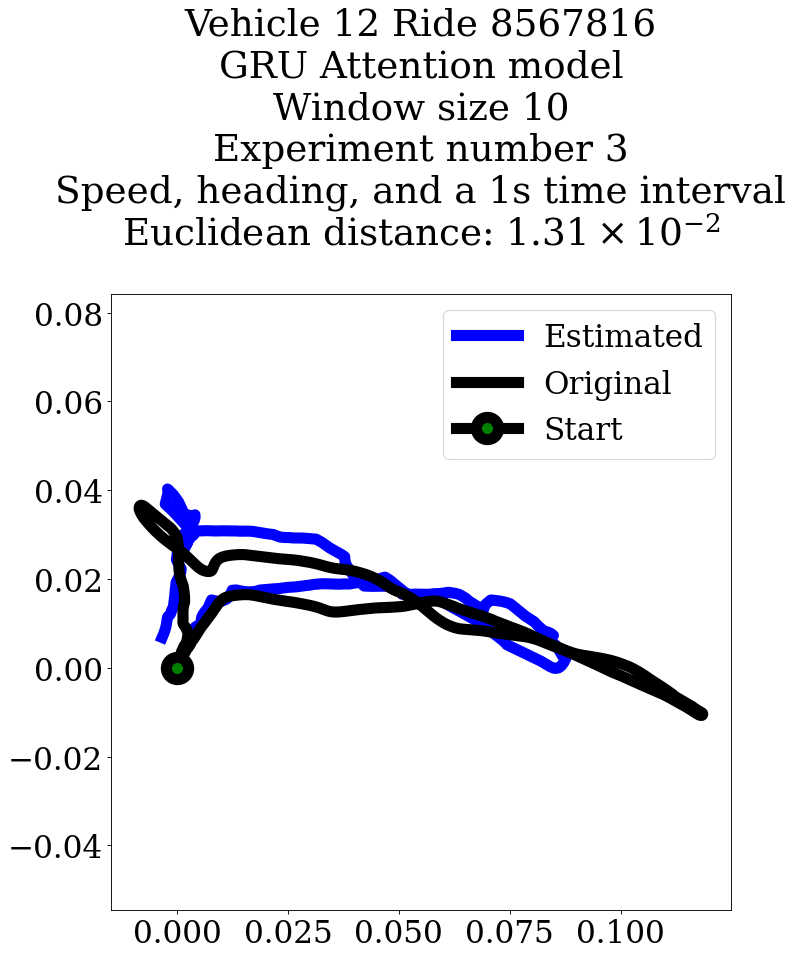 Vehicle 12 Ride 8567816
GRU Attention model
Window size 10
Experiment number 3
Speed, heading, and a 1s time interval
Euclidean distance: 1.31 × 10⁻²
Estimated
Original
Start
0.08
0.06
0.04
0.02
0.00
−0.02
−0.04
0.000 0.025 0.050 0.075 0.100